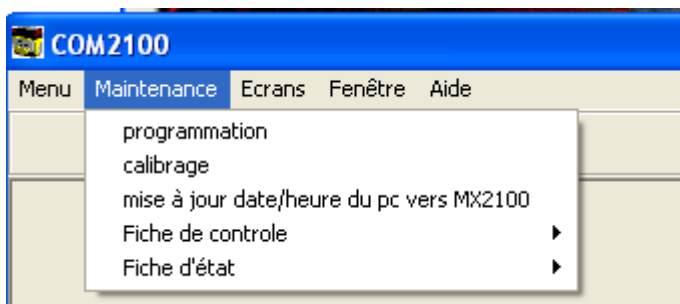 COM2100
Menu Maintenance Ecrans Fenêtre Aide
programmation
calibrage
mise à jour date/heure du pc vers MX2100
Fiche de controle
Fiche d'état